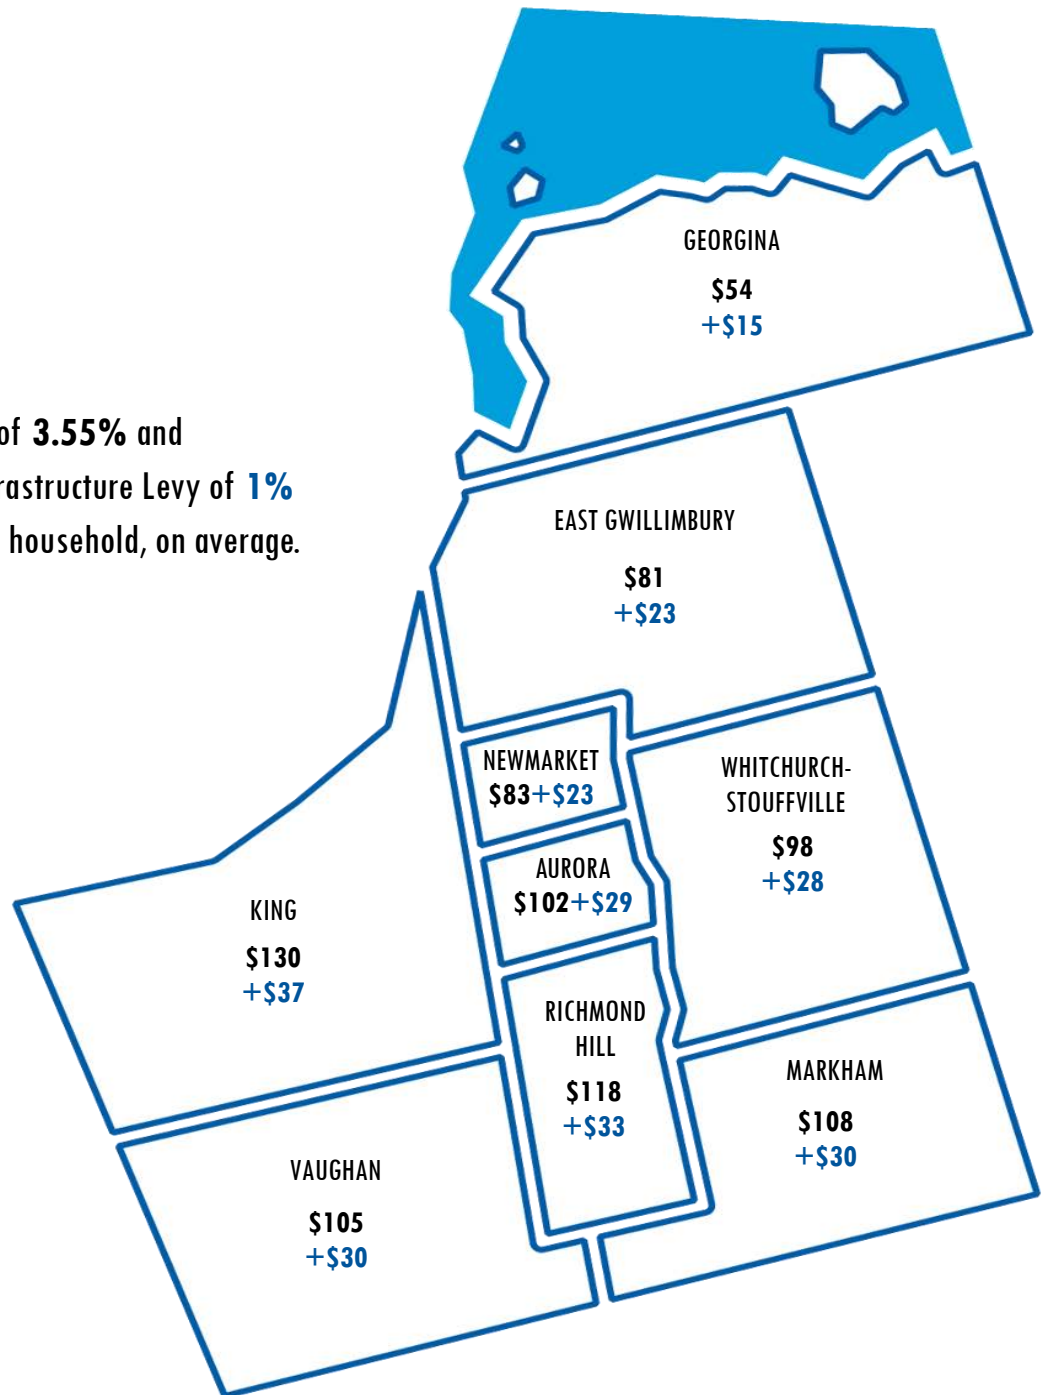 GEORGINA
$54
+$15
of 3.55% and
Infrastructure Levy of 1%
household, on average.
EAST GWILLIMBURY
$81
+$23
NEWMARKET
$83+$23
WHITCHURCH-
STOUFFVILLE
$98
+$28
AURORA
$102+$29
KING
$130
+$37
RICHMOND
HILL
$118
+$33
MARKHAM
$108
+$30
VAUGHAN
$105
+$30